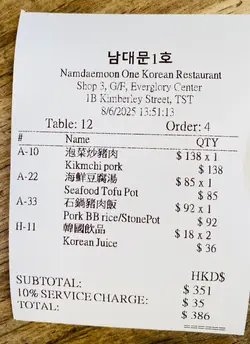 남대문1호
Namdaemoon One Korean Restaurant
Shop 3, G/F, Everglory Center
1B Kimberley Street, TST
8/6/2025 13:51:13
Table: 12 Order: 4
# Name QTY
A-10 泡菜炒豬肉 $ 138 x 1
Kikmchi pork $ 138
A-22 海鮮豆腐湯 $ 85 x 1
Seafood Tofu Pot $ 85
A-33 石鍋豬肉飯 $ 92 x 1
Pork BB rice/StonePot $ 92
H-11 韓國飲品 $ 18 x 2
Korean Juice $ 36
HKD$
SUBTOTAL: $ 351
10% SERVICE CHARGE: $ 35
TOTAL: $ 386